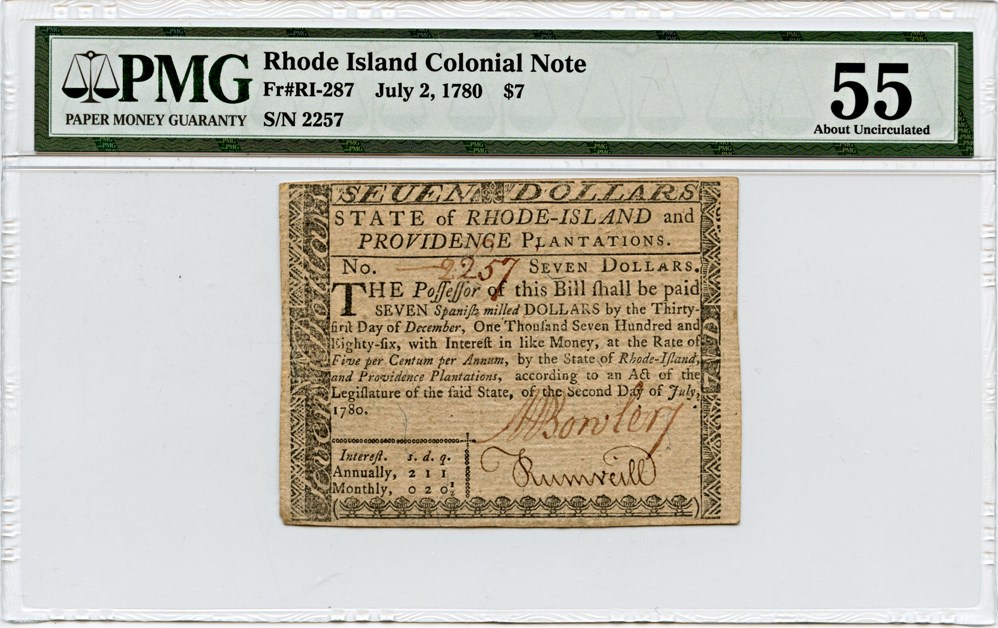 PMG
PAPER MONEY GUARANTY
Rhode Island Colonial Note
Fr#RI-287 July 2, 1780 $7
S/N 2257
55
About Uncirculated
SEVEN DOLLARS
STATE of RHODE-ISLAND and
PROVIDENCE PLANTATIONS.
No. 2257 SEVEN DOLLARS.
THE Poſſeſſor of this Bill ſhall be paid
SEVEN Spaniſh milled DOLLARS by the Thirty-
firſt Day of December, One Thouſand Seven Hundred and
Eighty-ſix, with Intereſt in like Money, at the Rate of
Five per Centum per Annum, by the State of Rhode-Iſland,
and Providence Plantations, according to an Act of the
Legiſlature of the ſaid State, of the Second Day of July,
1780.
Intereſt. s. d. q.
Annually, 2 1 1
Monthly, 0 2 0½